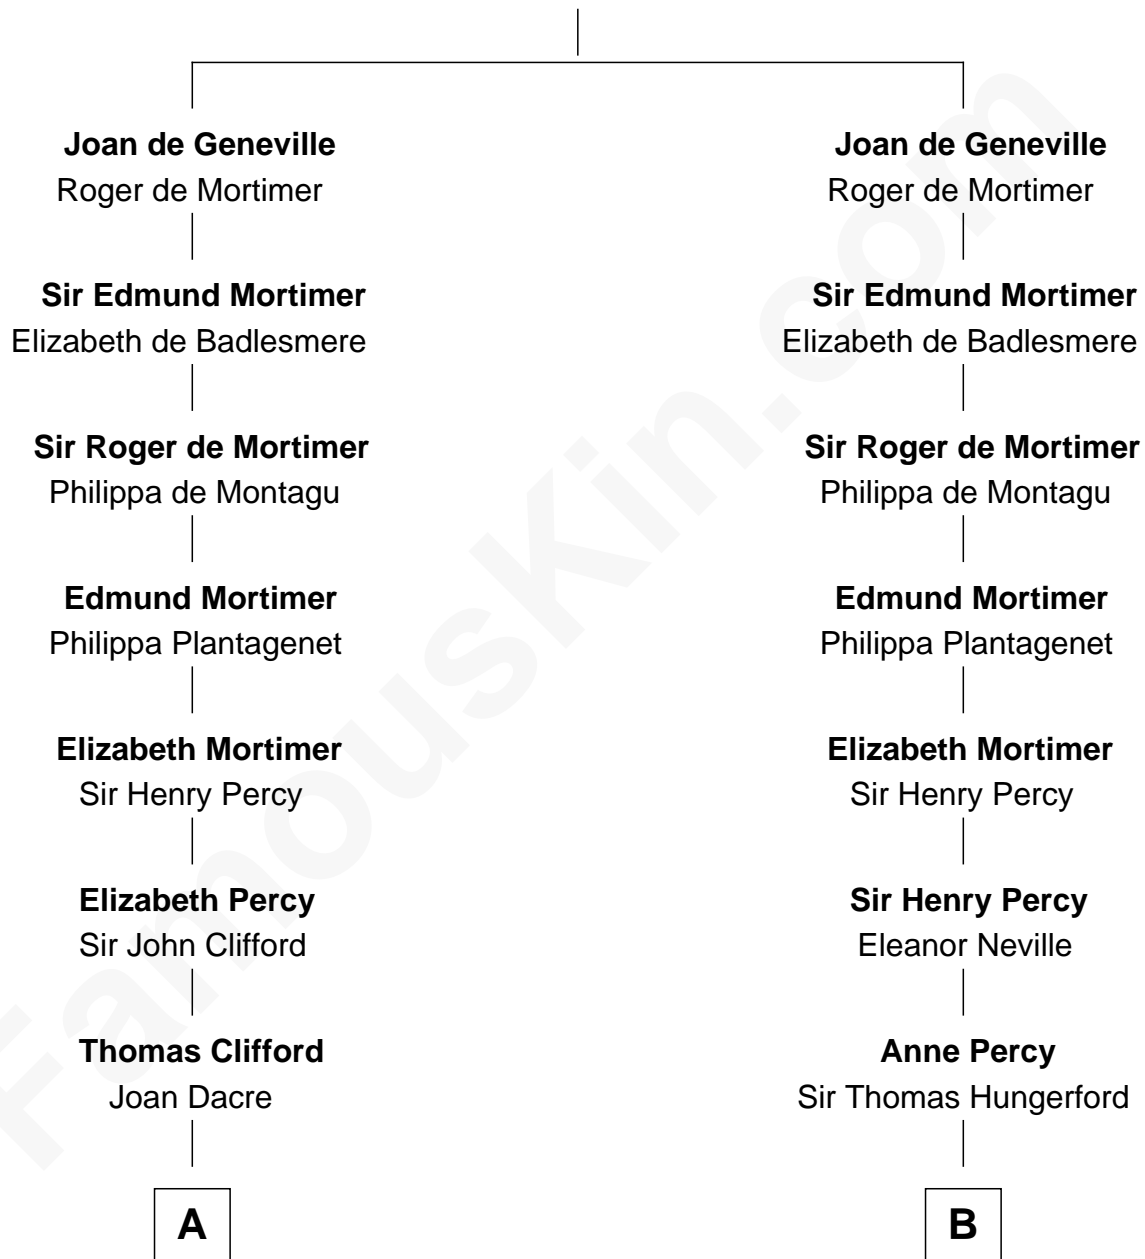 Joan de Geneville
Roger de Mortimer
Sir Edmund Mortimer
Elizabeth de Badlesmere
Sir Roger de Mortimer
Philippa de Montagu
Edmund Mortimer
Philippa Plantagenet
Elizabeth Mortimer
Sir Henry Percy
Elizabeth Percy
Sir John Clifford
Thomas Clifford
Joan Dacre
A
Joan de Geneville
Roger de Mortimer
Sir Edmund Mortimer
Elizabeth de Badlesmere
Sir Roger de Mortimer
Philippa de Montagu
Edmund Mortimer
Philippa Plantagenet
Elizabeth Mortimer
Sir Henry Percy
Sir Henry Percy
Eleanor Neville
Anne Percy
Sir Thomas Hungerford
B
FamousKin.com